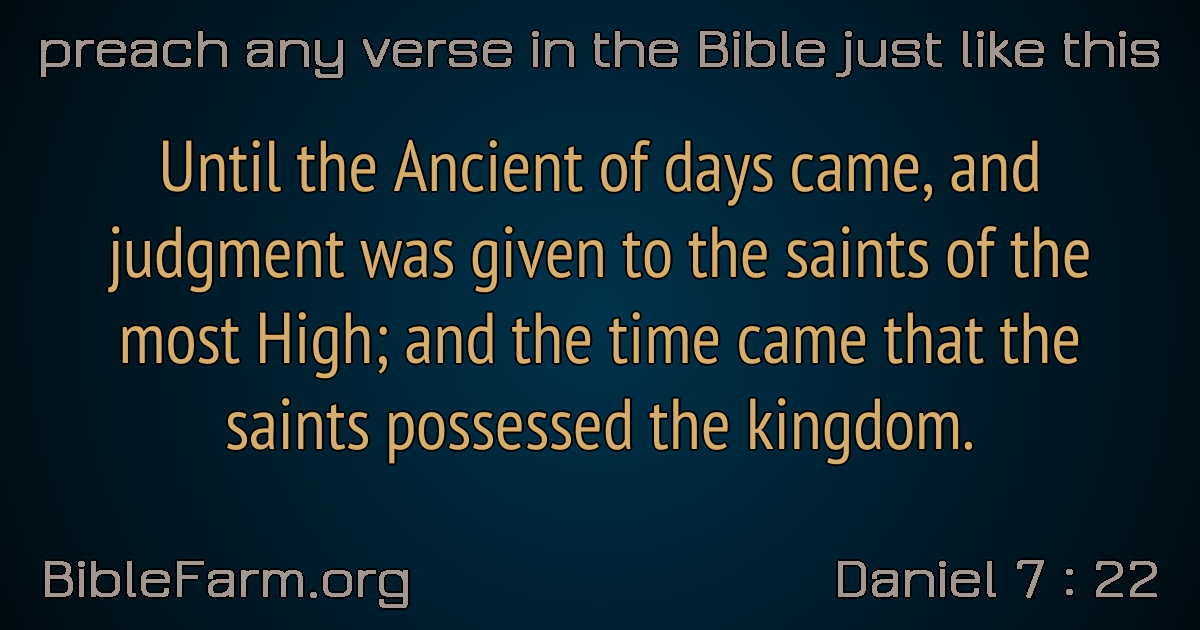 preach any verse in the Bible just like this
Until the Ancient of days came, and
judgment was given to the saints of the
most High; and the time came that the
saints possessed the kingdom.
BibleFarm.org
Daniel 7 : 22